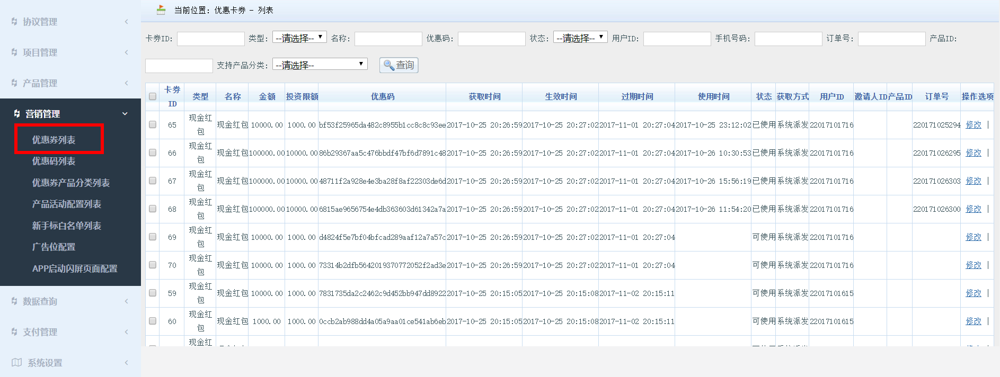 协议管理
项目管理
产品管理
营销管理
优惠券列表
优惠码列表
优惠券产品分类列表
产品活动配置列表
新手标白名单列表
广告位配置
APP启动闪屏页面配置
数据查询
支付管理
系统设置
当前位置: 优惠卡券 - 列表
卡券ID: 类型: --请选择-- 名称: 优惠码: 状态: --请选择-- 用户ID: 手机号码: 订单号: 产品ID:
支持产品分类: --请选择-- 查询
卡券ID 类型 名称 金额 投资限额 优惠码 获取时间 生效时间 过期时间 使用时间 状态 获取方式 用户ID 邀请人ID 产品ID 订单号 操作选项
65 现金红包 现金红包 10000.00 1000.00 bf53f25965da482c8955b1cc8c8c93ee 2017-10-25 20:26:59 2017-10-25 20:27:02 2017-11-01 20:27:04 2017-10-25 23:12:02 已使用 系统派发 22017101716 220171025294 修改 |
66 现金红包 现金红包 100000.00 10000.00 86b29367aa5c476bbdf47bf6d7891c48 2017-10-25 20:26:59 2017-10-25 20:27:02 2017-11-01 20:27:04 2017-10-26 10:30:53 已使用 系统派发 22017101716 220171026295 修改 |
67 现金红包 现金红包 100000.00 10000.00 48711f2a928e4e3ba28f8af22303de6d 2017-10-25 20:26:59 2017-10-25 20:27:02 2017-11-01 20:27:04 2017-10-26 15:56:19 已使用 系统派发 22017101716 220171026303 修改 |
68 现金红包 现金红包 100000.00 10000.00 6815ae9656754e4db363603d61342a7a 2017-10-25 20:26:59 2017-10-25 20:27:02 2017-11-01 20:27:04 2017-10-26 11:54:20 已使用 系统派发 22017101716 220171026300 修改 |
69 现金红包 现金红包 10000.00 1000.00 d4824f5e7bf04bfcad289aaf12a7a57c 2017-10-25 20:26:59 2017-10-25 20:27:02 2017-11-01 20:27:04 可使用 系统派发 22017101716 修改 |
70 现金红包 现金红包 10000.00 1000.00 73314b2dfb5642019370772052f2ad3e 2017-10-25 20:26:59 2017-10-25 20:27:02 2017-11-01 20:27:04 可使用 系统派发 22017101716 修改 |
59 现金红包 现金红包 10000.00 1000.00 7831735da2c2462c9d452bb947dd8922 2017-10-25 20:15:05 2017-10-25 20:15:08 2017-11-02 20:15:11 可使用 系统派发 22017101615 修改 |
60 现金红包 现金红包 1000.00 1000.00 0ccb2ab988dd4a05a9aa01ce541ab6eb 2017-10-25 20:15:05 2017-10-25 20:15:08 2017-11-02 20:15:11 可使用 系统派发 22017101615 修改 |
现金红